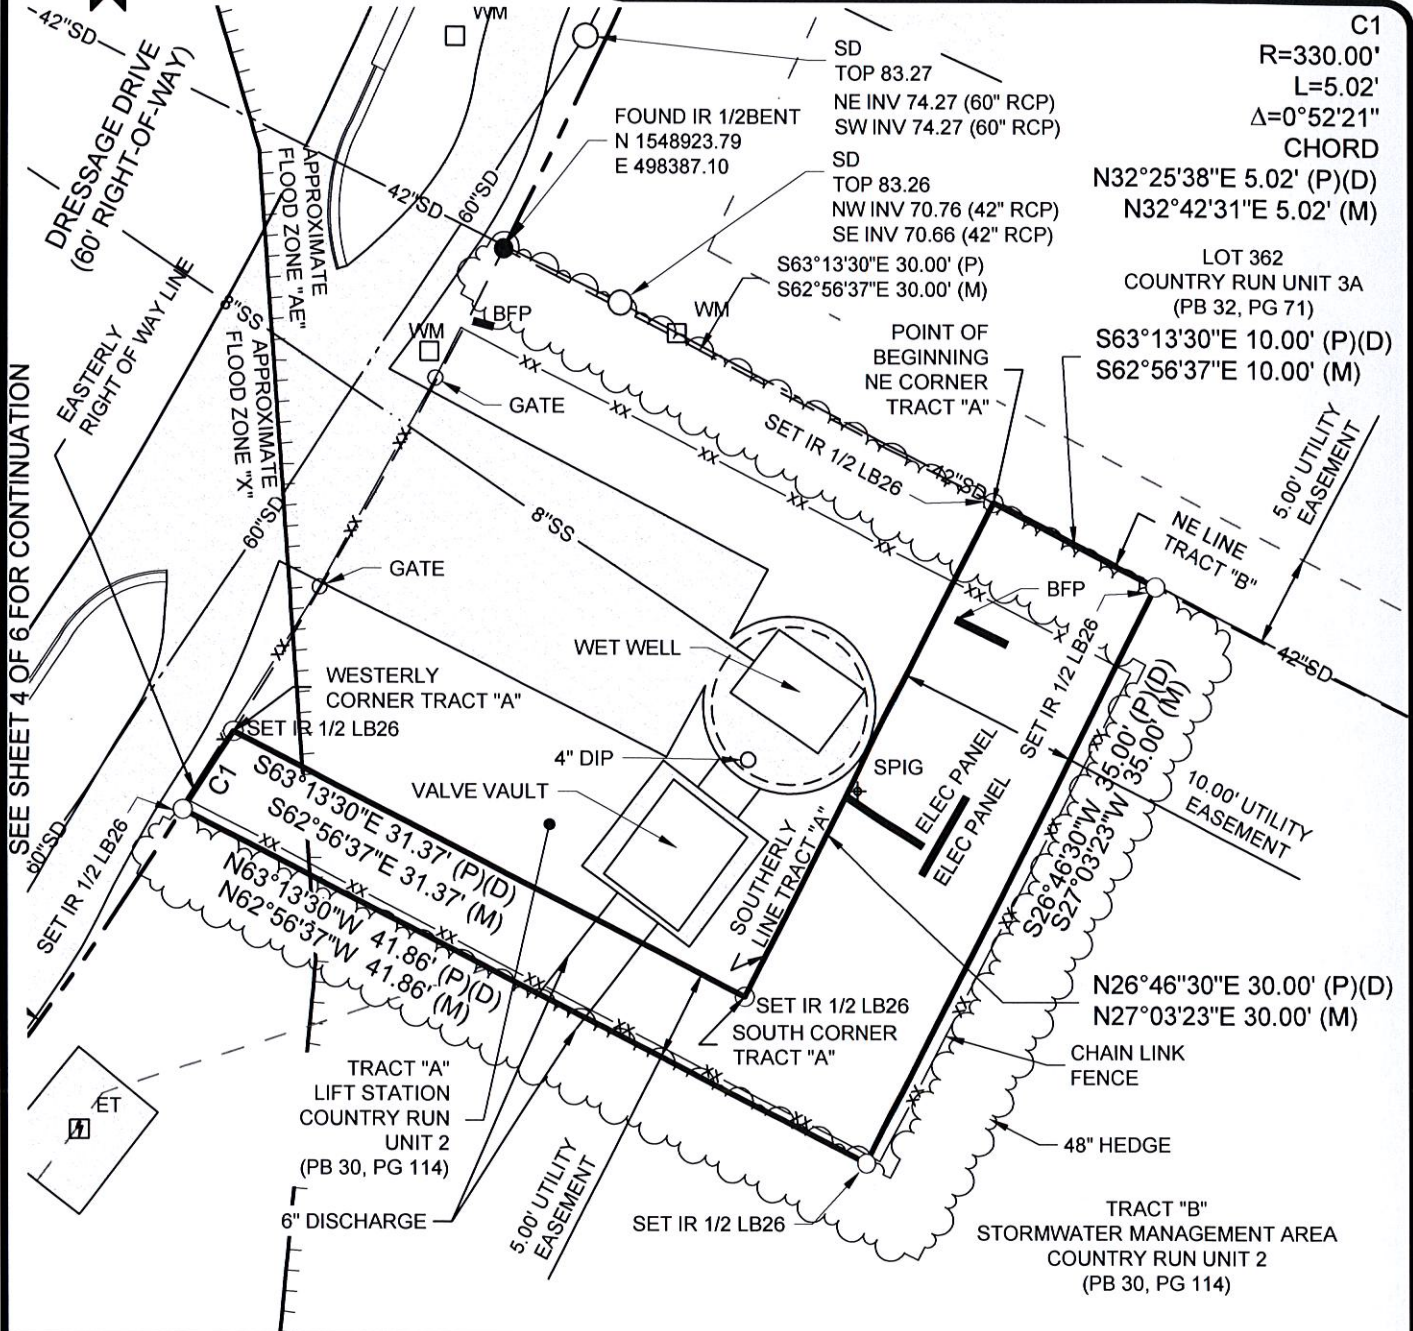 42"SD
WM
C1
R=330.00'
L=5.02'
Δ=0°52'21"
CHORD
N32°25'38"E 5.02' (P)(D)
N32°42'31"E 5.02' (M)
SD
TOP 83.27
NE INV 74.27 (60" RCP)
SW INV 74.27 (60" RCP)
DRESSAGE DRIVE
(60' RIGHT-OF-WAY)
FOUND IR 1/2BENT
N 1548923.79
E 498387.10
SD
TOP 83.26
NW INV 70.76 (42" RCP)
SE INV 70.66 (42" RCP)
APPROXIMATE
FLOOD ZONE "AE"
42"SD
60"SD
S63°13'30"E 30.00' (P)
S62°56'37"E 30.00' (M)
LOT 362
COUNTRY RUN UNIT 3A
(PB 32, PG 71)
S63°13'30"E 10.00' (P)(D)
S62°56'37"E 10.00' (M)
EASTERLY
RIGHT OF WAY LINE
8"SS
APPROXIMATE
FLOOD ZONE "X"
BFP
WM
WM
POINT OF
BEGINNING
NE CORNER
TRACT "A"
SEE SHEET 4 OF 6 FOR CONTINUATION
GATE
SET IR 1/2 LB26
42"SD
5.00' UTILITY
EASEMENT
60"SD
8"SS
NE LINE
TRACT "B"
GATE
BFP
WET WELL
SET IR 1/2 LB26
42"SD
WESTERLY
CORNER TRACT "A"
SET IR 1/2 LB26
4" DIP
SPIG
C1
VALVE VAULT
ELEC PANEL
ELEC PANEL
S26°46'30"W 35.00' (P)(D)
S27°03'23"W 35.00' (M)
10.00' UTILITY
EASEMENT
60"SD
SET IR 1/2 LB26
S63°13'30"E 31.37' (P)(D)
S62°56'37"E 31.37' (M)
SOUTHERLY
LINE TRACT "A"
N63°13'30"W 41.86' (P)(D)
N62°56'37"W 41.86' (M)
N26°46"30"E 30.00' (P)(D)
N27°03'23"E 30.00' (M)
SET IR 1/2 LB26
SOUTH CORNER
TRACT "A"
CHAIN LINK
FENCE
TRACT "A"
LIFT STATION
COUNTRY RUN
UNIT 2
(PB 30, PG 114)
ET
48" HEDGE
5.00' UTILITY
EASEMENT
6" DISCHARGE
SET IR 1/2 LB26
TRACT "B"
STORMWATER MANAGEMENT AREA
COUNTRY RUN UNIT 2
(PB 30, PG 114)